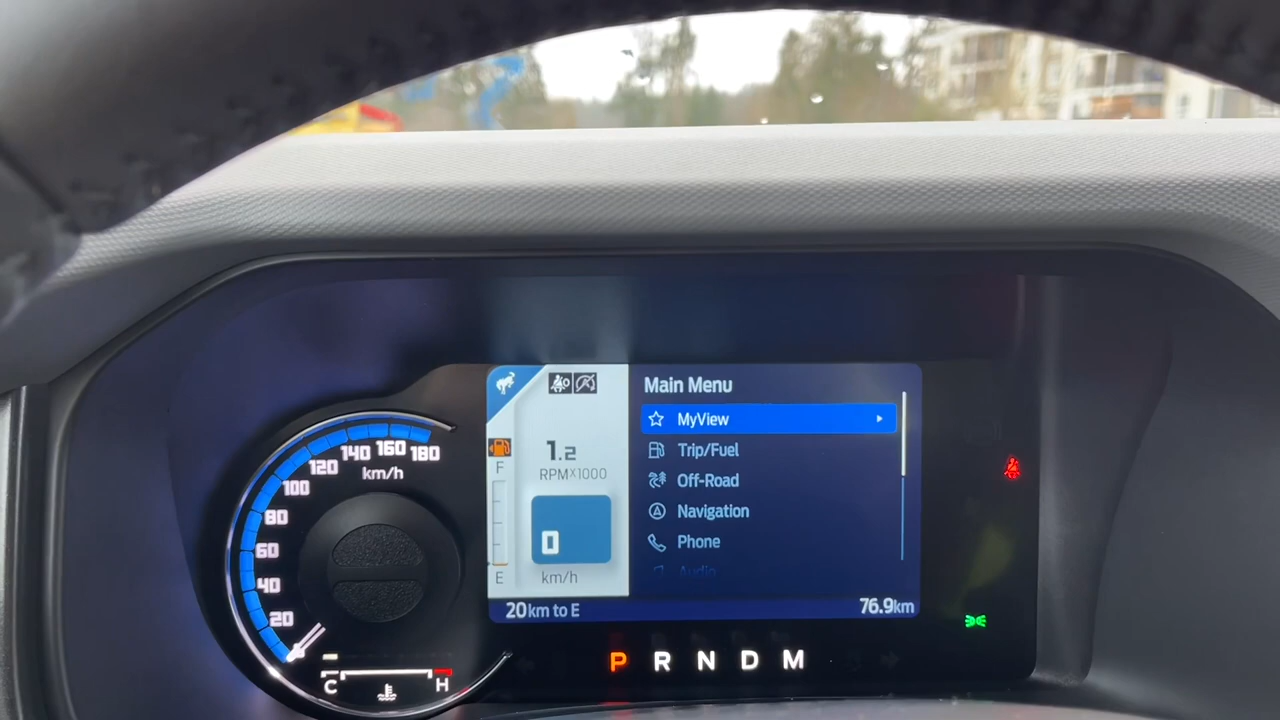 20
40
60
80
100
120
140
160
180
km/h
C
H
F
E
1.2
RPMX1000
0
km/h
Main Menu
MyView
Trip/Fuel
Off-Road
Navigation
Phone
Audio
20km to E
76.9km
P R N D M